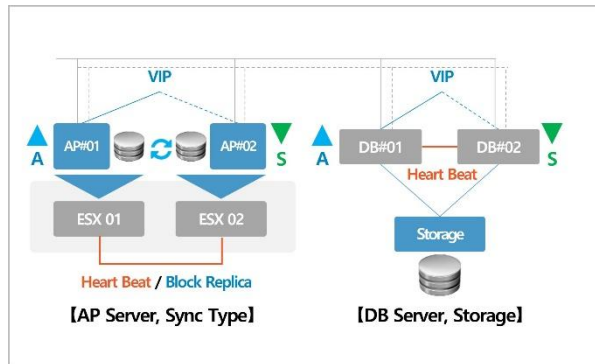 VIP
VIP
A
AP#01
AP#02
S
A
DB#01
DB#02
S
Heart Beat
ESX 01
ESX 02
Storage
Heart Beat / Block Replica
【AP Server, Sync Type】
【DB Server, Storage】